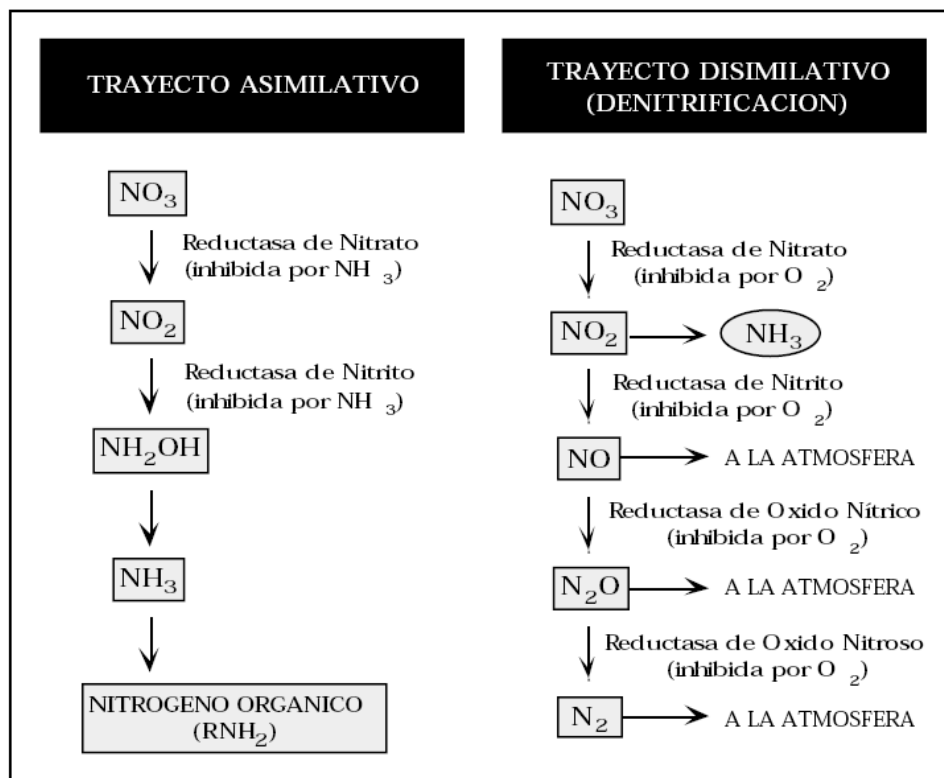 TRAYECTO ASIMILATIVO
NO₃
Reductasa de Nitrato
(inhibida por NH ₃)
NO₂
Reductasa de Nitrito
(inhibida por NH ₃)
NH₂OH
NH₃
NITROGENO ORGANICO
(RNH₂)
TRAYECTO DISIMILATIVO
(DENITRIFICACION)
NO₃
Reductasa de Nitrato
(inhibida por O ₂)
NO₂
NH₃
Reductasa de Nitrito
(inhibida por O ₂)
NO
A LA ATMOSFERA
Reductasa de Oxido Nítrico
(inhibida por O ₂)
N₂O
A LA ATMOSFERA
Reductasa de Oxido Nitroso
(inhibida por O ₂)
N₂
A LA ATMOSFERA